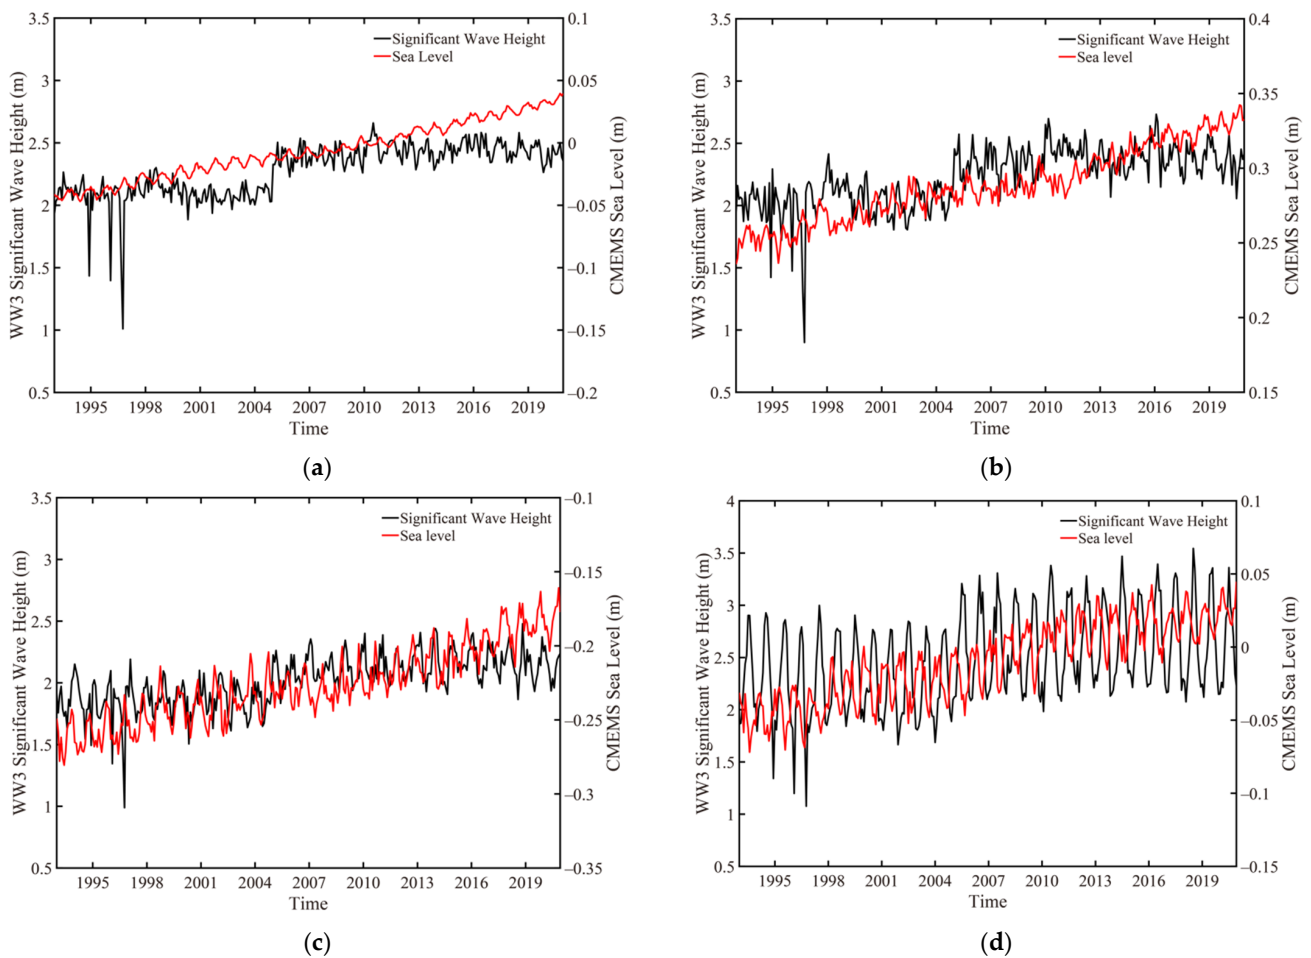 WW3 Significant Wave Height (m)
3.5
3
2.5
2
1.5
1
0.5
Significant Wave Height
Sea Level
0.1
0.05
0
–0.05
–0.1
–0.15
–0.2
CMEMS Sea Level (m)
1995 1998 2001 2004 2007 2010 2013 2016 2019
Time
(a)
WW3 Significant Wave Height (m)
3.5
3
2.5
2
1.5
1
0.5
Significant Wave Height
Sea level
0.4
0.35
0.3
0.25
0.2
0.15
CMEMS Sea Level (m)
1995 1998 2001 2004 2007 2010 2013 2016 2019
Time
(b)
WW3 Significant Wave Height (m)
3.5
3
2.5
2
1.5
1
0.5
Significant Wave Height
Sea level
–0.1
–0.15
–0.2
–0.25
–0.3
–0.35
CMEMS Sea Level (m)
1995 1998 2001 2004 2007 2010 2013 2016 2019
Time
(c)
WW3 Significant Wave Height (m)
4
3.5
3
2.5
2
1.5
1
0.5
Significant Wave Height
Sea level
0.1
0.05
0
–0.05
–0.1
–0.15
CMEMS Sea Level (m)
1995 1998 2001 2004 2007 2010 2013 2016 2019
Time
(d)